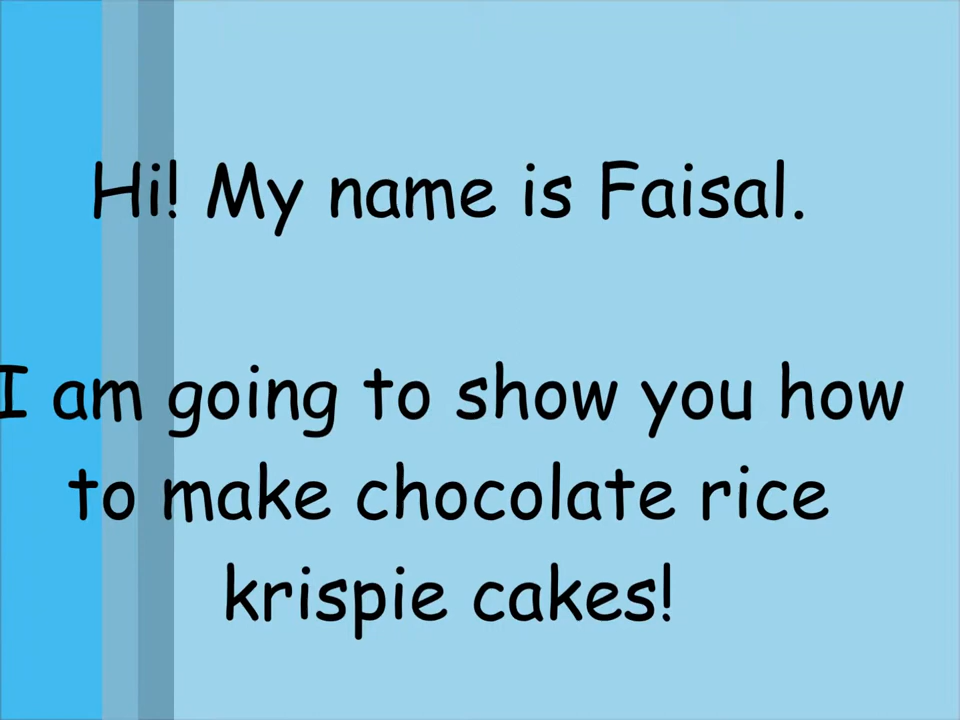 Hi! My name is Faisal.
I am going to show you how
to make chocolate rice
krispie cakes!